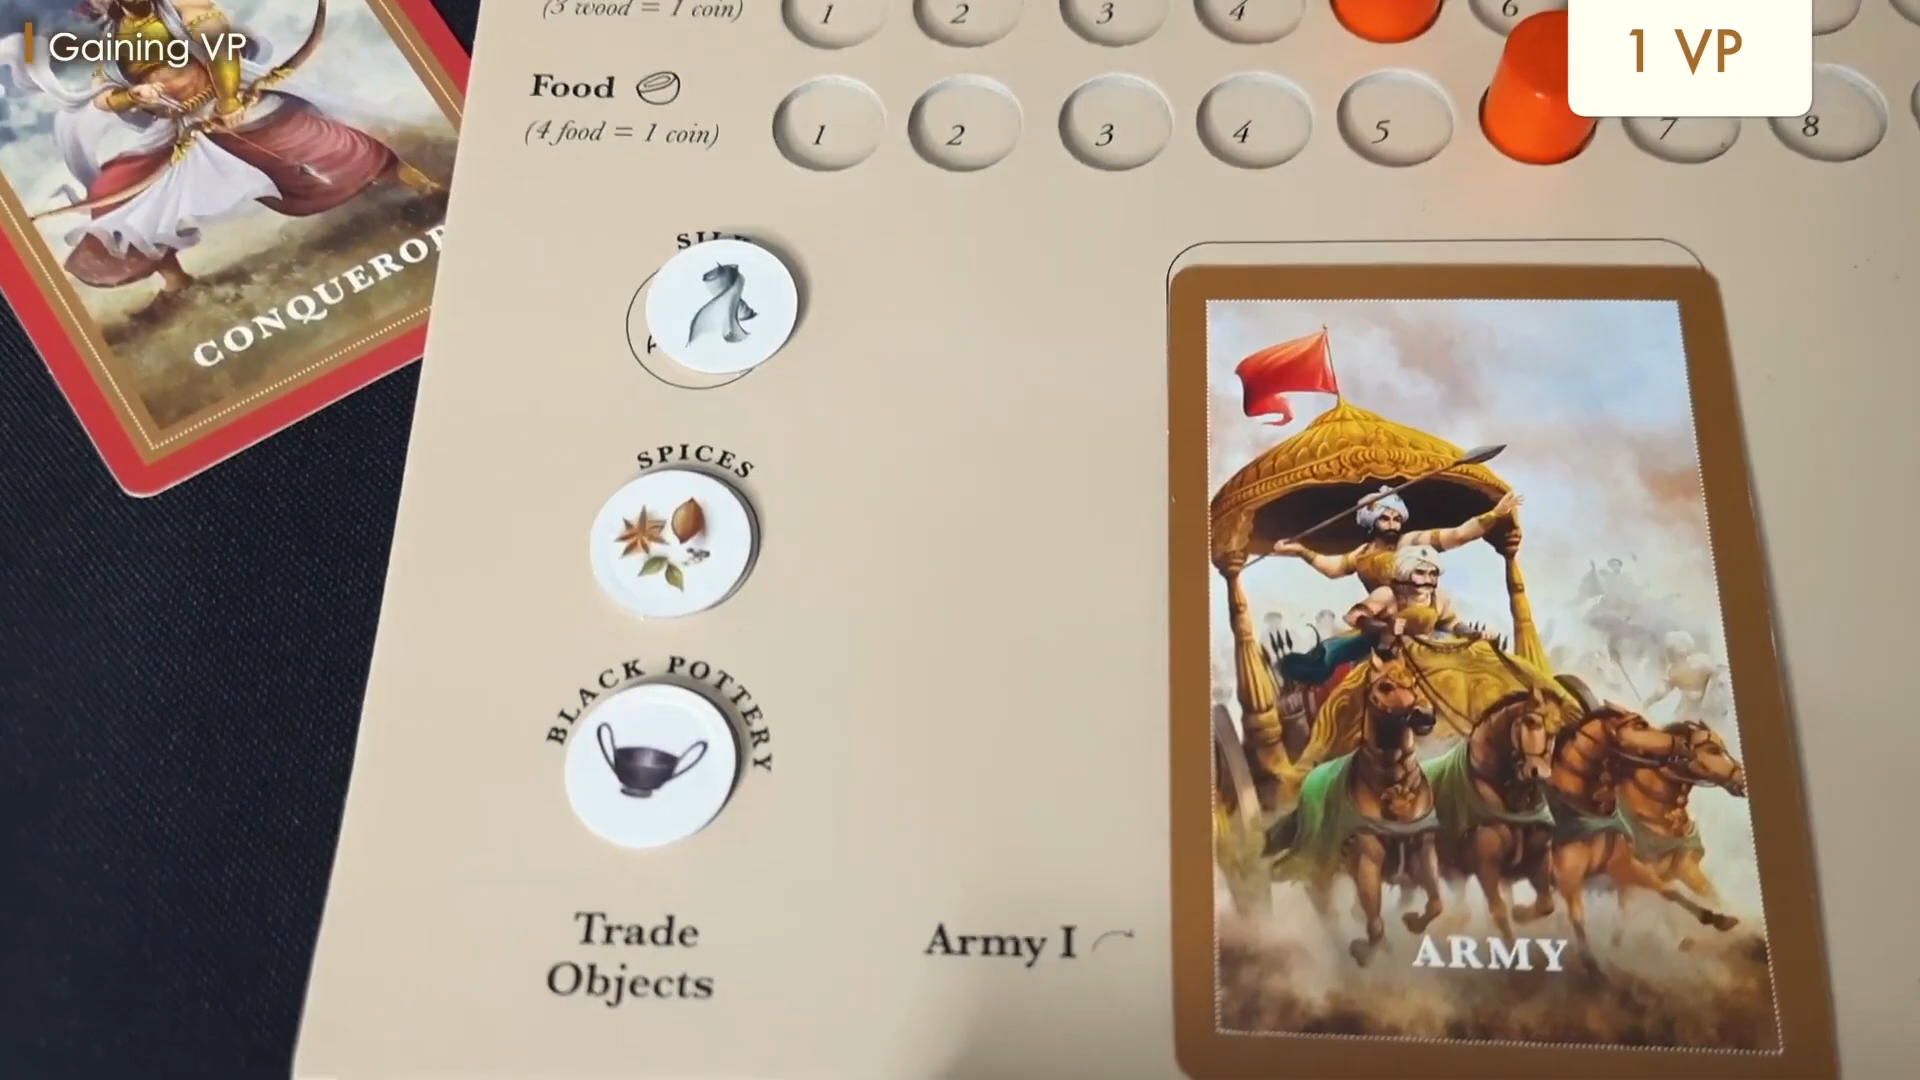 Gaining VP
1 VP
(3 wood = 1 coin)
1 2 3 4 6
Food
(4 food = 1 coin)
1 2 3 4 5 7 8
CONQUEROR
SPICES
BLACK POTTERY
Trade
Objects
Army I
ARMY